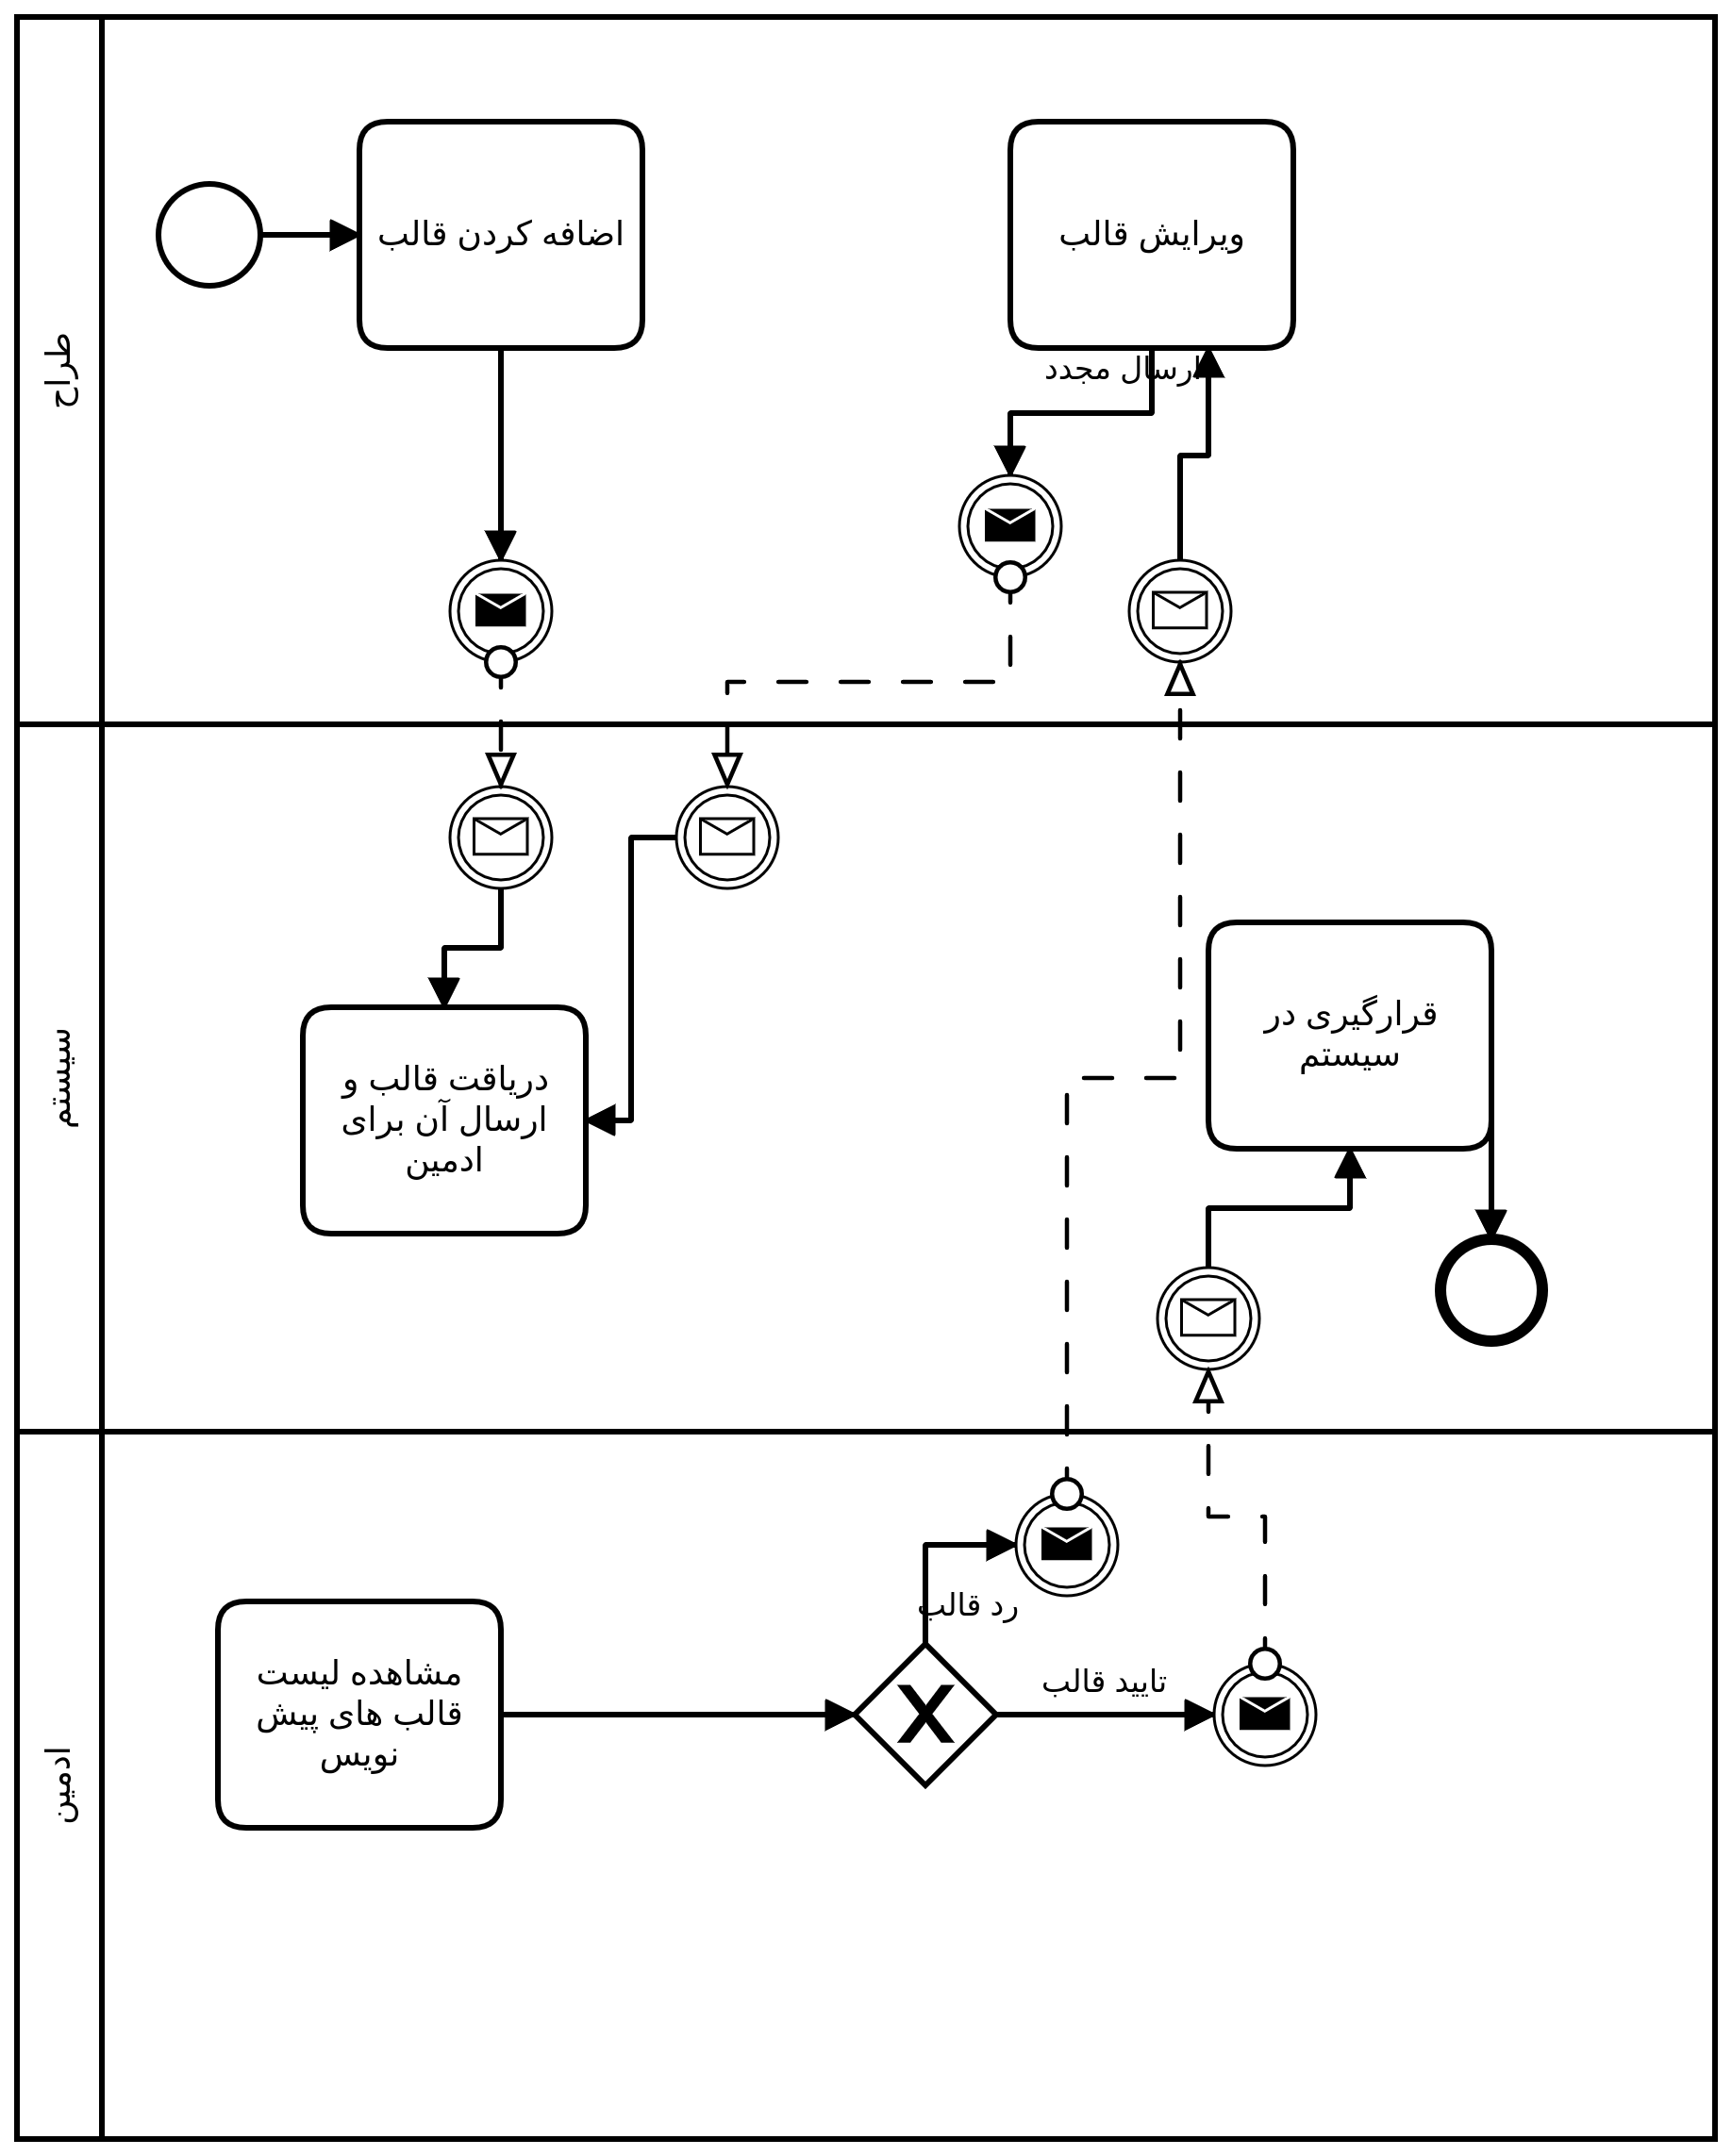 طراح
اضافه کردن قالب
ویرایش قالب
ارسال مجدد
سیستم
دریاقت قالب و
ارسال آن برای
ادمین
قرارگیری در
سیستم
ادمین
مشاهده لیست
قالب های پیش
نویس
رد قالب
تایید قالب